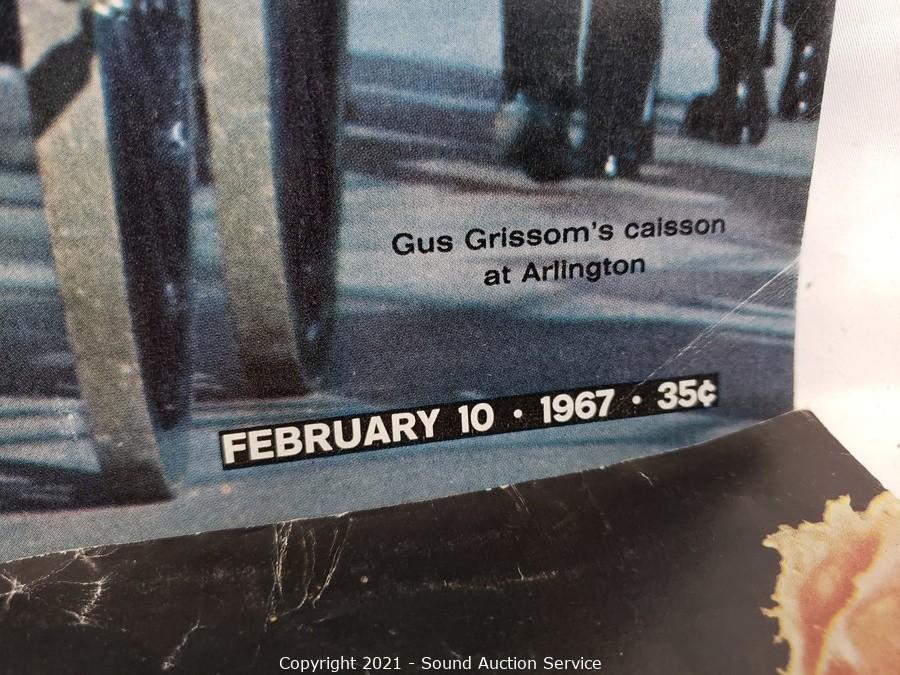 Gus Grissom's caisson
at Arlington
FEBRUARY 10 • 1967 • 35¢
Copyright 2021 - Sound Auction Service